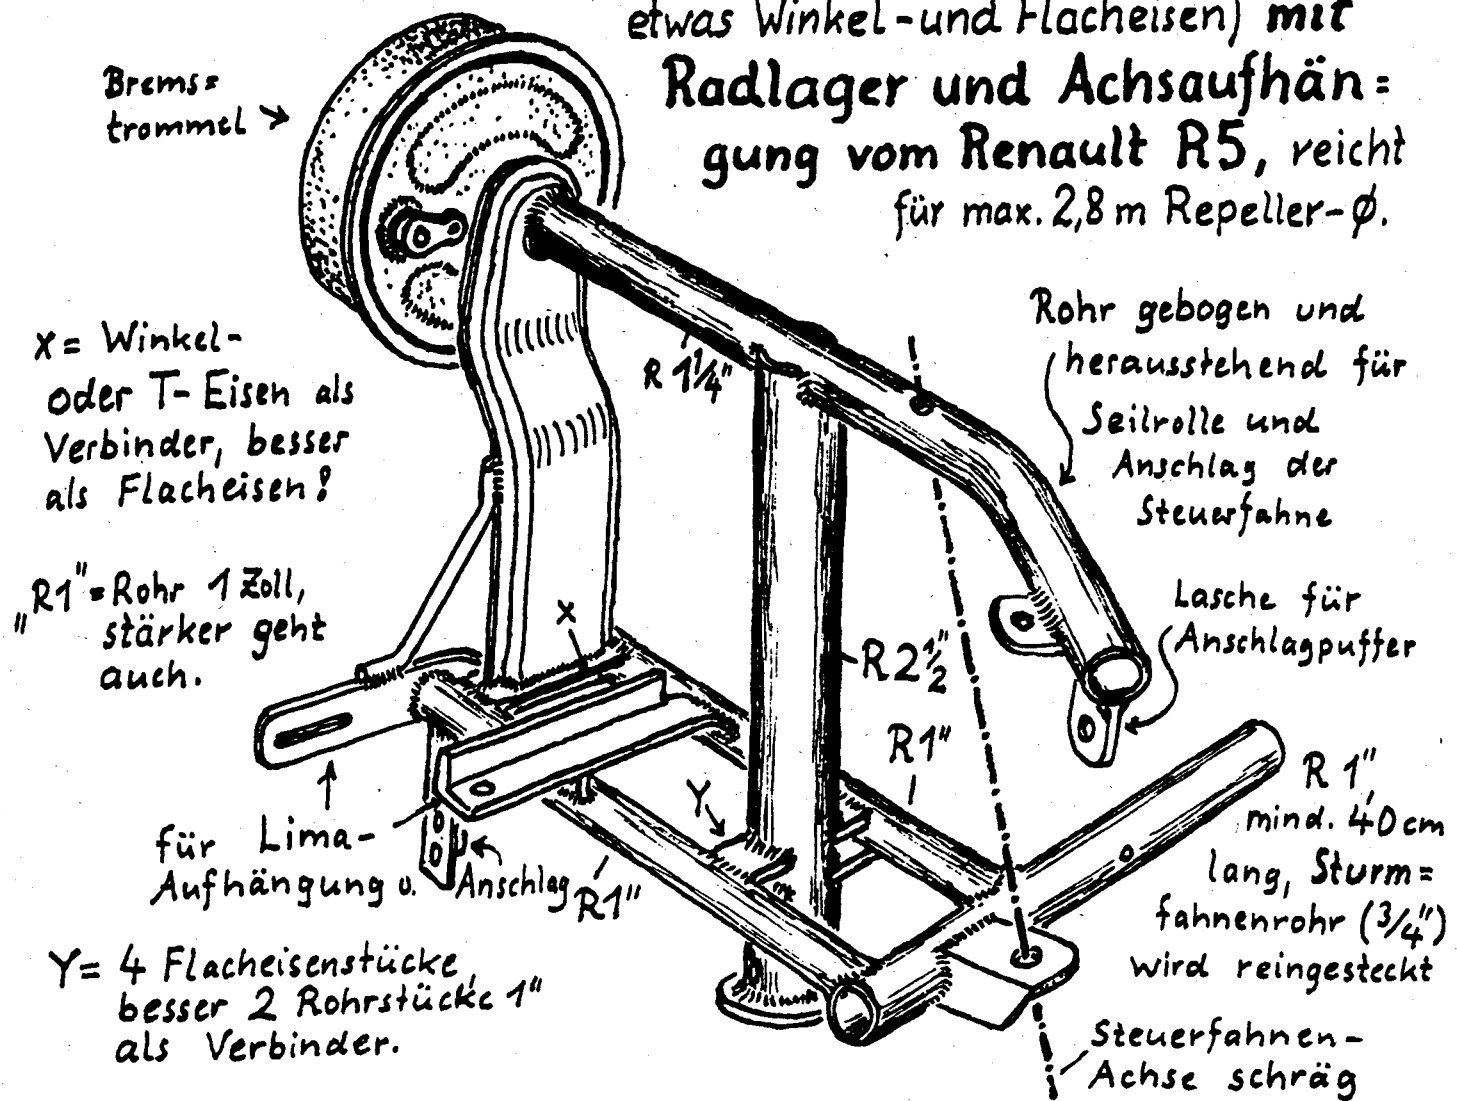 etwas Winkel-und Flacheisen) mit
Radlager und Achsaufhän=
gung vom Renault R5, reicht
für max. 2,8 m Repeller-Ø.
Brems=
trommel
Rohr gebogen und
herausstehend für
Seilrolle und
Anschlag der
Steuerfahne
X = Winkel-
oder T-Eisen als
Verbinder, besser
als Flacheisen!
R 1¼"
„R1" = Rohr 1 Zoll,
stärker geht
auch.
X
Lasche für
Anschlagpuffer
R2½"
R1"
Y
R 1",
mind. 40cm
lang, Sturm=
fahnenrohr (3/4")
wird reingesteckt
für Lima-
Aufhängung u. Anschlag
R1"
Y= 4 Flacheisenstücke,
besser 2 Rohrstücke 1"
als Verbinder.
Steuerfahnen-
Achse schräg